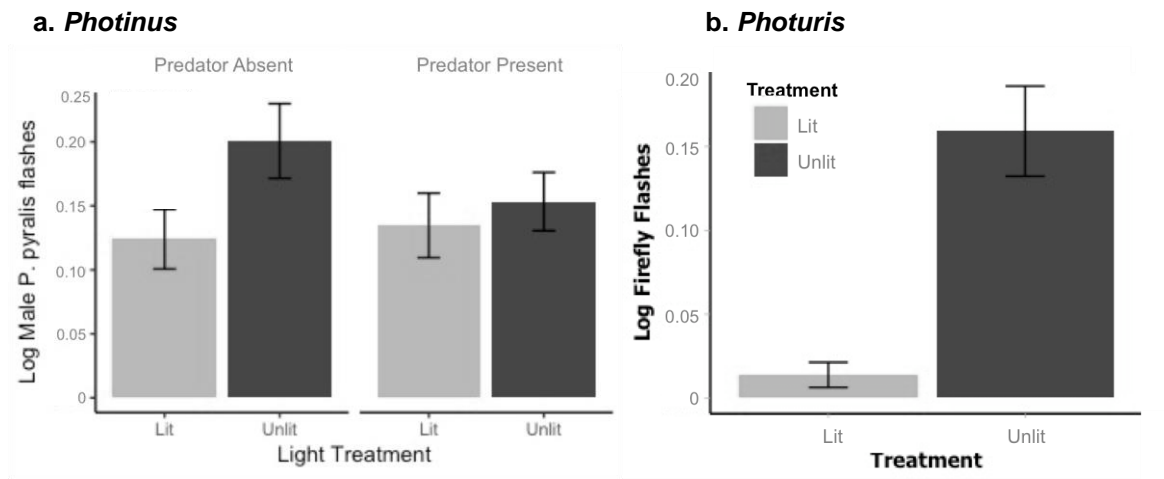 a. Photinus
Predator Absent
Predator Present
Log Male P. pyralis flashes
0.25
0.20
0.15
0.10
0.05
0
Lit
Unlit
Lit
Unlit
Light Treatment
b. Photuris
Log Firefly Flashes
0.20
0.15
0.10
0.05
0
Treatment
Lit
Unlit
Lit
Unlit
Treatment